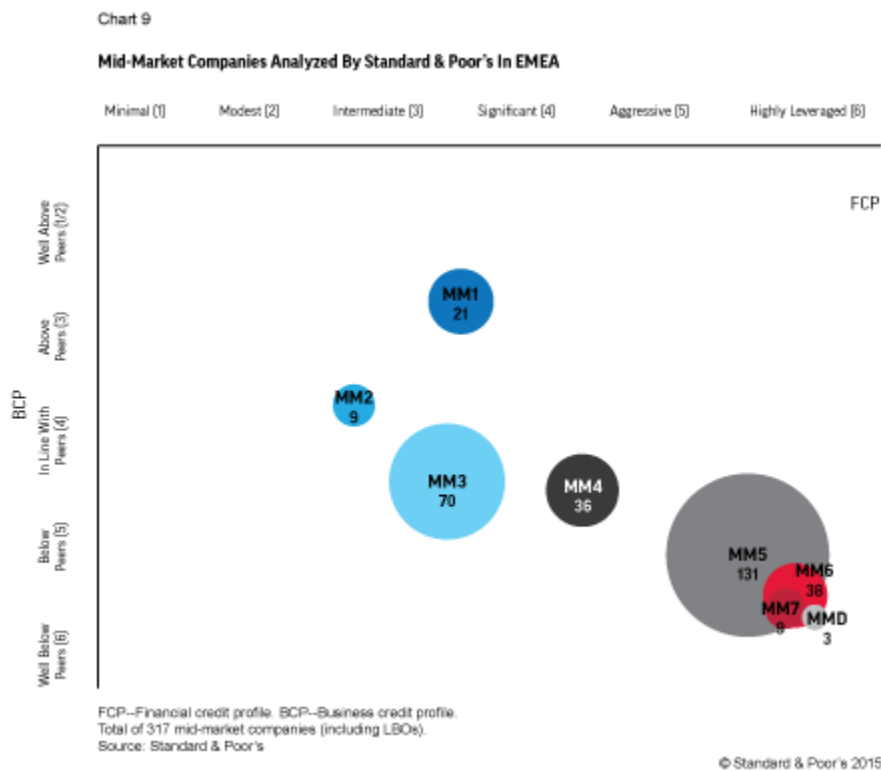 Chart 9
Mid-Market Companies Analyzed By Standard & Poor's In EMEA
Minimal (1)
Modest (2)
Intermediate (3)
Significant (4)
Aggressive (5)
Highly Leveraged (6)
FCP
BCP
Well Above
Peers (1/2)
Above
Peers (3)
In Line With
Peers (4)
Below
Peers (5)
Well Below
Peers (6)
MM1
21
MM2
9
MM3
70
MM4
36
MM5
131
MM6
38
MM7
9
MMD
3
FCP--Financial credit profile. BCP--Business credit profile.
Total of 317 mid-market companies (including LBOs).
Source: Standard & Poor's
© Standard & Poor's 2015